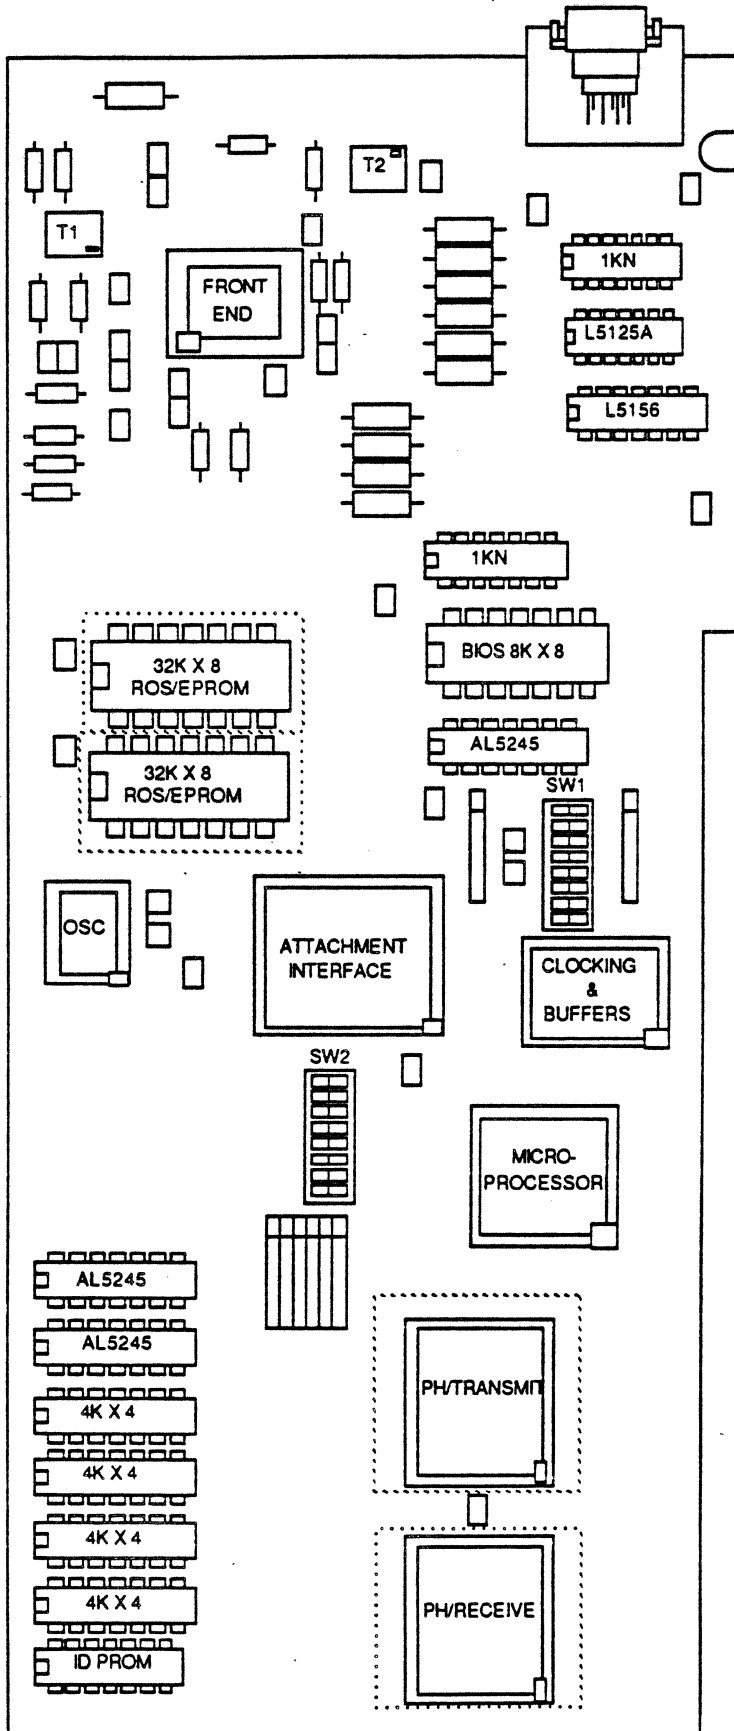 T2
T1
1KN
FRONT
END
L5125A
L5156
1KN
BIOS 8K X 8
32K X 8
ROS/EPROM
AL5245
32K X 8
ROS/EPROM
SW1
OSC
ATTACHMENT
INTERFACE
CLOCKING
&
BUFFERS
SW2
MICRO-
PROCESSOR
AL5245
AL5245
PH/TRANSMIT
4K X 4
4K X 4
4K X 4
4K X 4
PH/RECEIVE
ID PROM